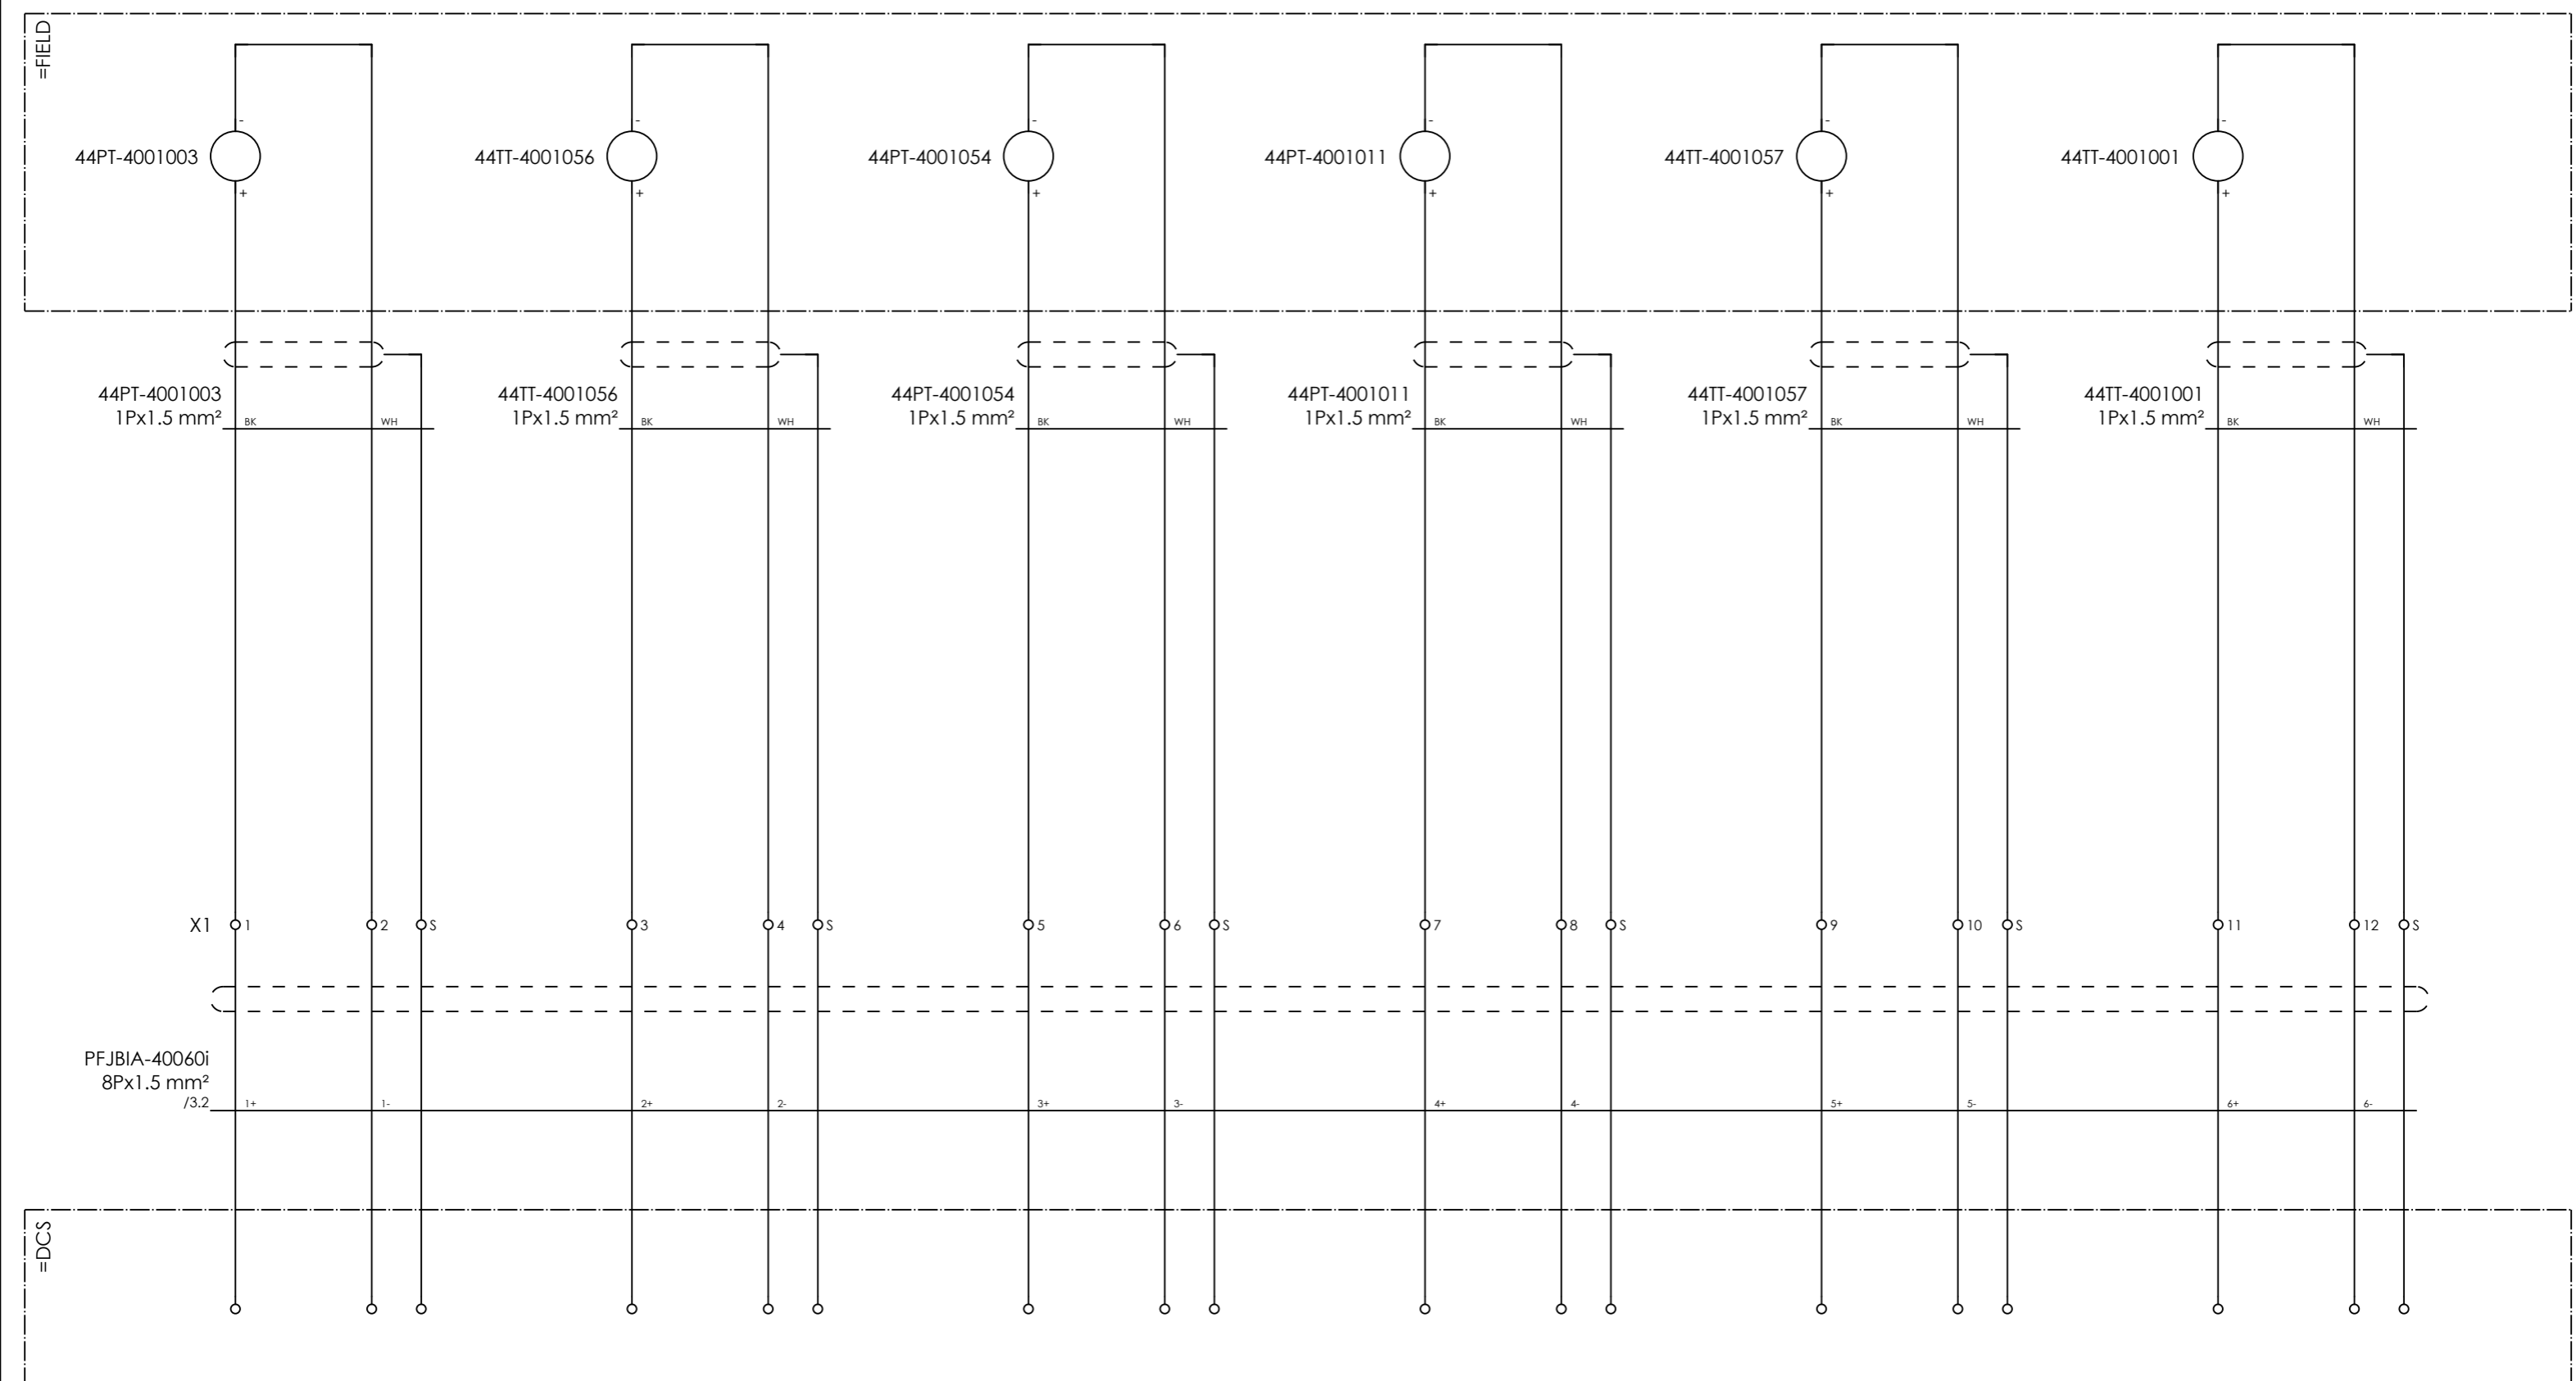 =FIELD
- - - - - -
44PT-4001003 44TT-4001056 44PT-4001054 44PT-4001011 44TT-4001057 44TT-4001001
+ + + + + +
44PT-4001003 44TT-4001056 44PT-4001054 44PT-4001011 44TT-4001057 44TT-4001001
1Px1.5 mm² 1Px1.5 mm² 1Px1.5 mm² 1Px1.5 mm² 1Px1.5 mm² 1Px1.5 mm²
BK WH BK WH BK WH BK WH BK WH BK WH
X1 1 2 S 3 4 S 5 6 S 7 8 S 9 10 S 11 12 S
PFJBIA-40060i
8Px1.5 mm²
/3.2 1+ 1- 2+ 2- 3+ 3- 4+ 4- 5+ 5- 6+ 6-
=DCS